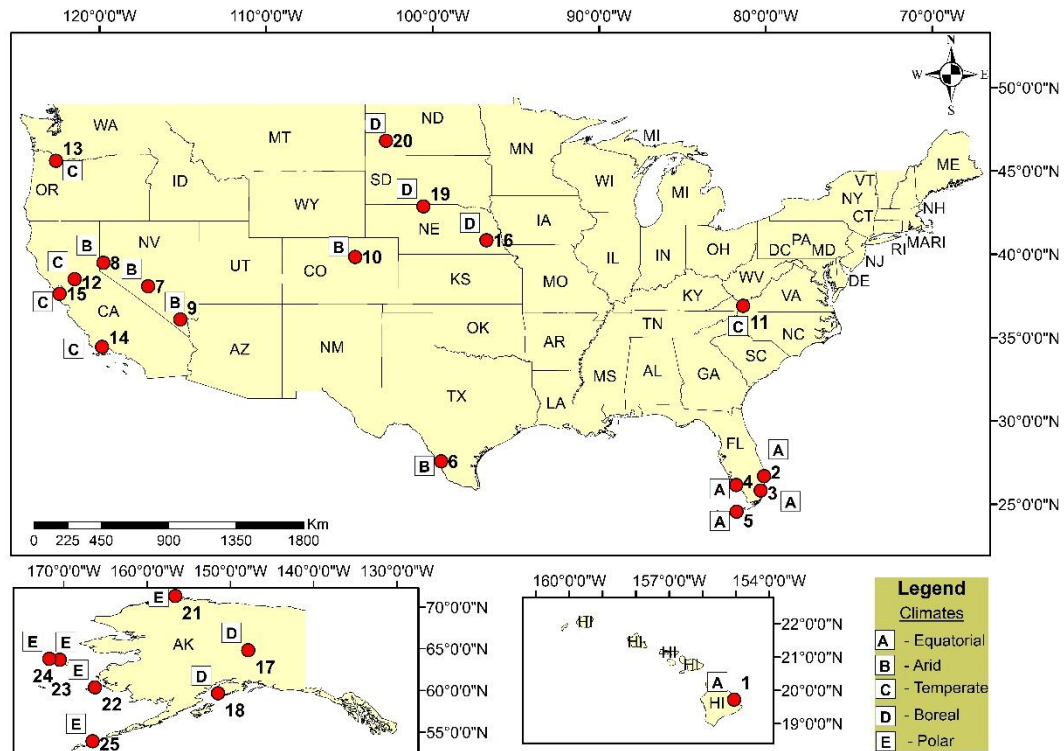 120°0'0"W 110°0'0"W 100°0'0"W 90°0'0"W 80°0'0"W 70°0'0"W
N
W E
S
50°0'0"N
WA MT ND MN MI ME
D
20
13
C
OR ID SD WI MI VT
NY NH
CT MARI
RI
WY D 19 IA
NE D 16
PA
NJ
B 8 NV B 7 UT B 10 CO IL IN OH DC MD
DE
WV
C 12 15 C KS MO KY VA
B 9
CA 11
C
14
C
AZ NM OK AR TN NC
SC
TX LA MS AL GA
45°0'0"N
40°0'0"N
35°0'0"N
30°0'0"N
25°0'0"N
FL
A
2
4
A
3
A
5
A
B 6
Km
0 225 450 900 1350 1800
170°0'0"W 160°0'0"W 150°0'0"W 140°0'0"W 130°0'0"W
E
21
AK
D
17
E E
24 23
E
22
D
18
E
25
70°0'0"N
65°0'0"N
60°0'0"N
55°0'0"N
160°0'0"W 157°0'0"W 154°0'0"W
HI
HI
HI
HI
A 1
HI
22°0'0"N
21°0'0"N
20°0'0"N
19°0'0"N
Legend
Climates
A - Equatorial
B - Arid
C - Temperate
D - Boreal
E - Polar